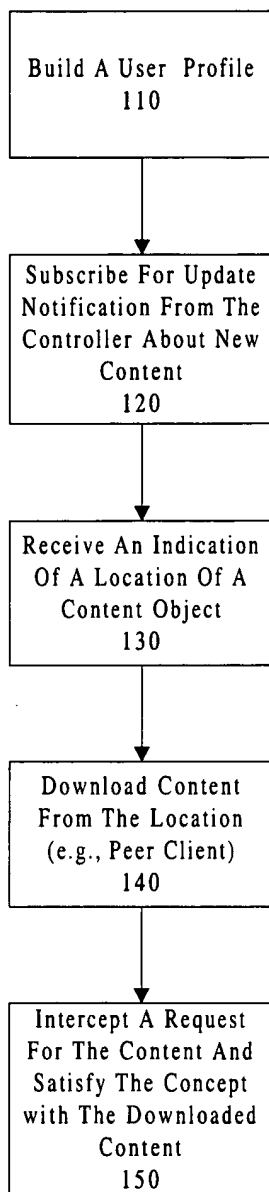 Build A User Profile
110
Subscribe For Update
Notification From The
Controller About New
Content
120
Receive An Indication
Of A Location Of A
Content Object
130
Download Content
From The Location
(e.g., Peer Client)
140
Intercept A Request
For The Content And
Satisfy The Concept
with The Downloaded
Content
150